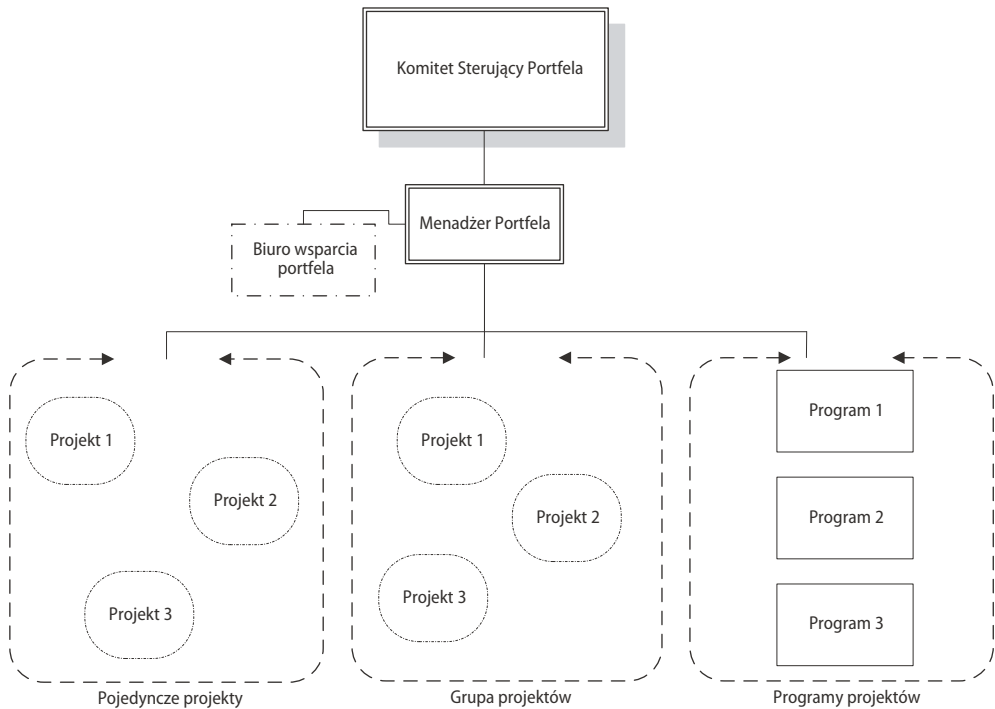 Komitet Sterujący Portfela
Menadżer Portfela
Biuro wsparcia
portfela
Projekt 1
Projekt 2
Projekt 3
Pojedyncze projekty
Projekt 1
Projekt 2
Projekt 3
Grupa projektów
Program 1
Program 2
Program 3
Programy projektów